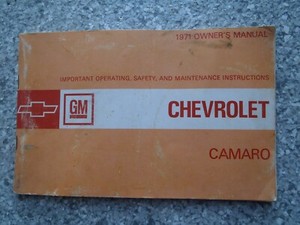 1971 OWNER'S MANUAL
IMPORTANT OPERATING, SAFETY, AND MAINTENANCE INSTRUCTIONS
GM
CHEVROLET
CAMARO